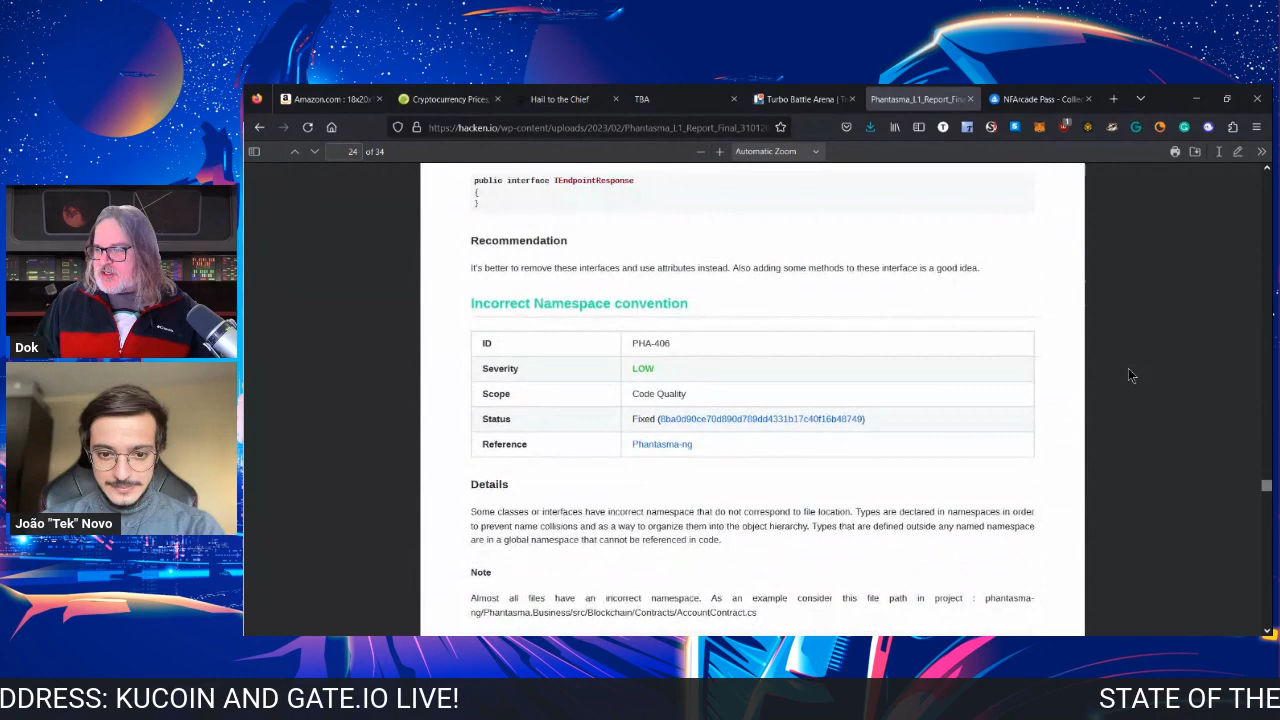 Amazon.com : 18x20
Cryptocurrency Prices,
Hail to the Chief
TBA
Turbo Battle Arena | T
Phantasma_L1_Report_Fin
NFArcade Pass - Collec
https://hacken.io/wp-content/uploads/2023/02/Phantasma_L1_Report_Final_31012
1
24 of 34
Automatic Zoom
public interface IEndpointResponse
{
}
Recommendation
It's better to remove these interfaces and use attributes instead. Also adding some methods to these interface is a good idea.
Incorrect Namespace convention
ID PHA-406
Severity LOW
Scope Code Quality
Status Fixed (8ba0d90ce70d890d789dd4331b17c40f16b48749)
Reference Phantasma-ng
Details
Some classes or interfaces have incorrect namespace that do not correspond to file location. Types are declared in namespaces in order
to prevent name collisions and as a way to organize them into the object hierarchy. Types that are defined outside any named namespace
are in a global namespace that cannot be referenced in code.
Note
Almost all files have an incorrect namespace. As an example consider this file path in project : phantasma-
ng/Phantasma.Business/src/Blockchain/Contracts/AccountContract.cs
Dok
João "Tek" Novo
DDRESS: KUCOIN AND GATE.IO LIVE!
STATE OF THE